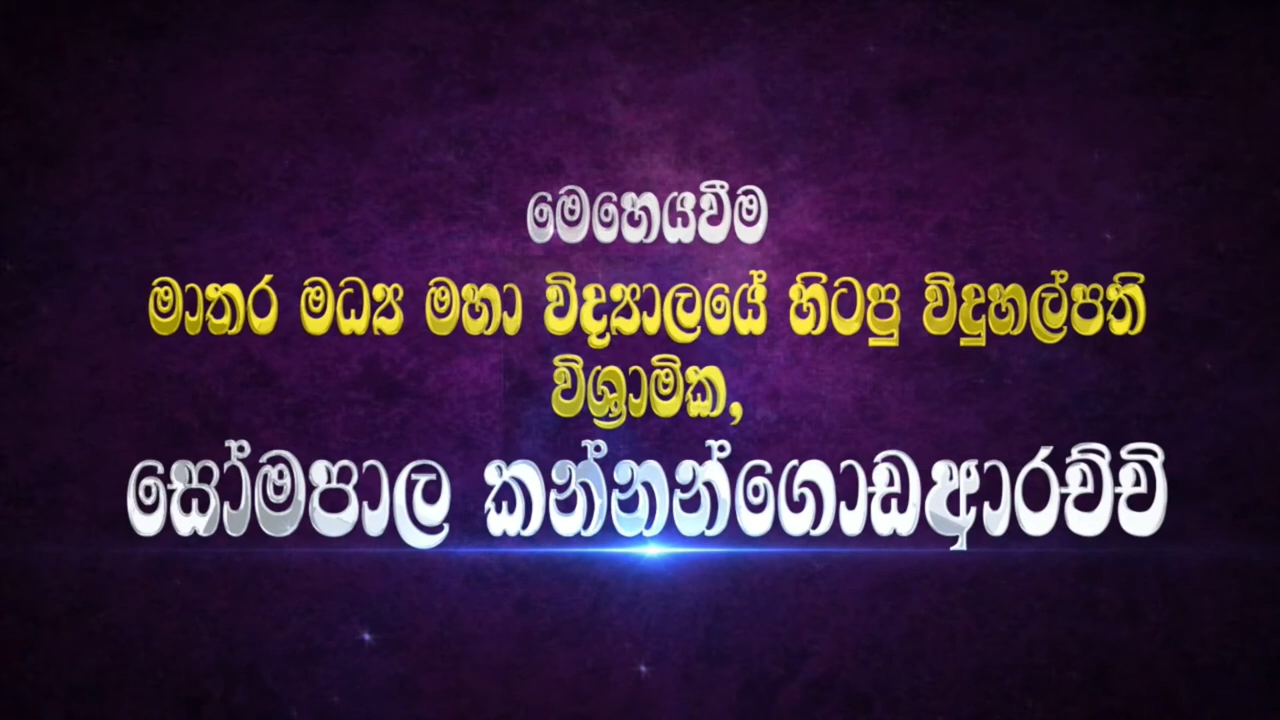 මෙහෙයවීම
මාතර මධ්‍ය මහා විද්‍යාලයේ හිටපු විදුහල්පති
විශ්‍රාමික,
සෝමපාල කන්නන්ගොඩආරච්චි